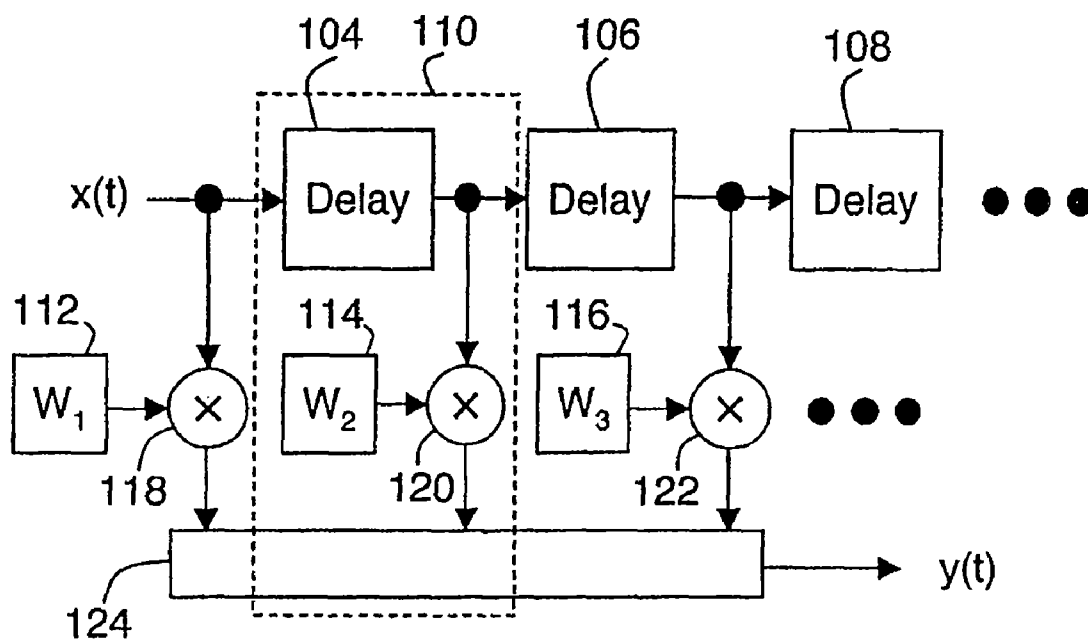 104 110 106 108
x(t) Delay Delay Delay
112 114 116
W1 W2 W3
× × ×
118 120 122
124 y(t)